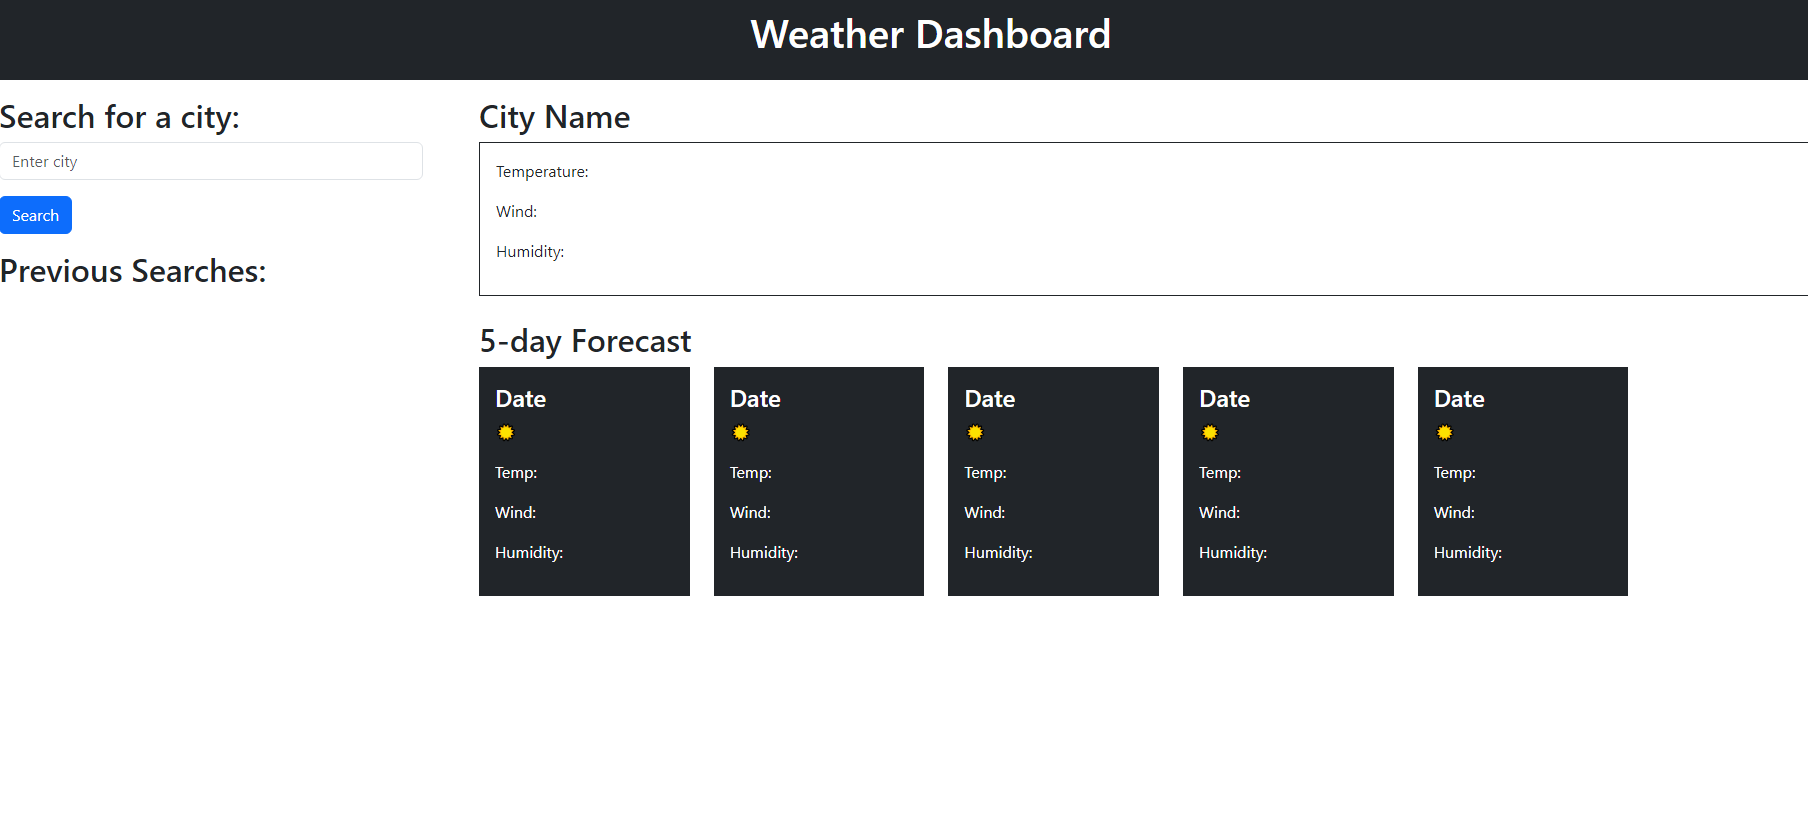 Weather Dashboard
Search for a city:
Enter city
Search
Previous Searches:
City Name
Temperature:
Wind:
Humidity:
5-day Forecast
Date
Temp:
Wind:
Humidity:
Date
Temp:
Wind:
Humidity:
Date
Temp:
Wind:
Humidity:
Date
Temp:
Wind:
Humidity:
Date
Temp:
Wind:
Humidity: